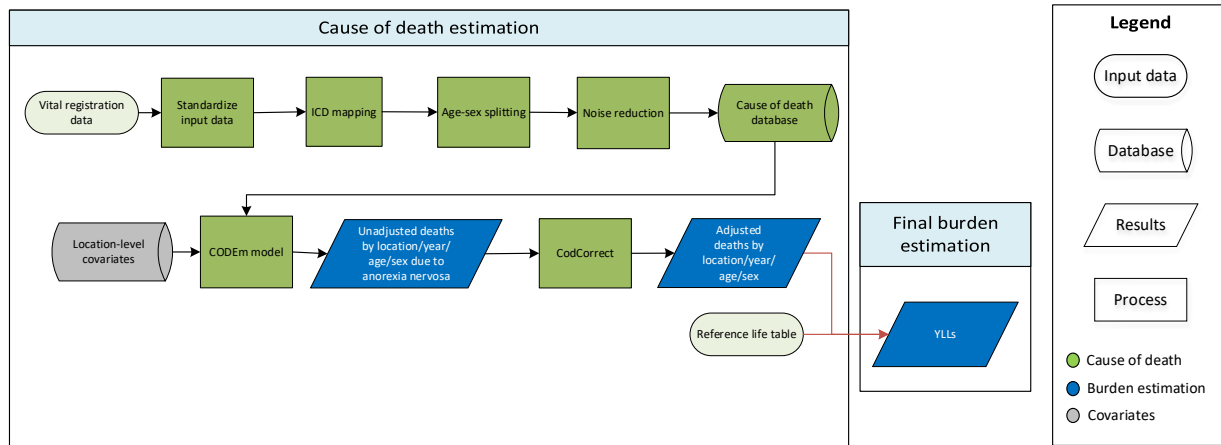 Cause of death estimation
Vital registration
data
Standardize
input data
ICD mapping
Age-sex splitting
Noise reduction
Cause of death
database
Location-level
covariates
CODEm model
Unadjusted deaths
by location/year/
age/sex due to
anorexia nervosa
CodCorrect
Adjusted
deaths by
location/year/
age/sex
Reference life table
Final burden
estimation
YLLs
Legend
Input data
Database
Results
Process
Cause of death
Burden estimation
Covariates